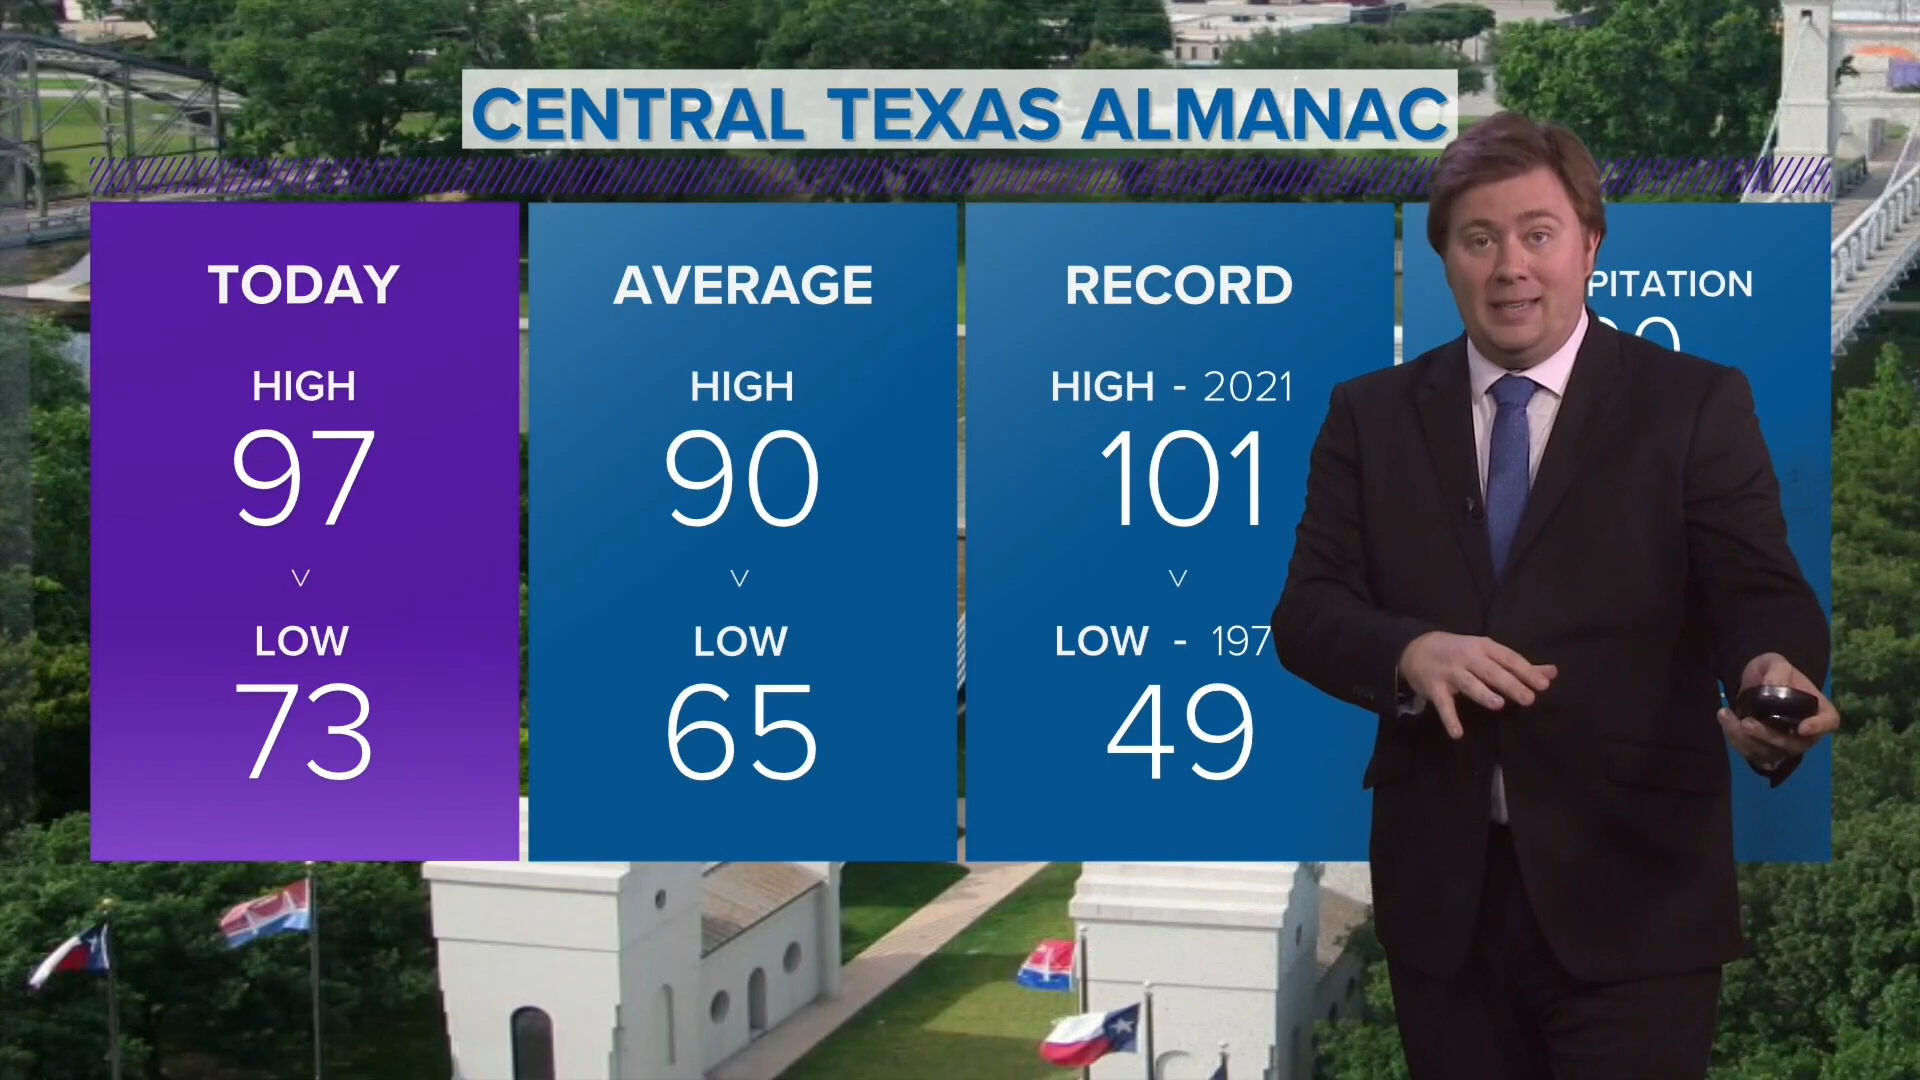 CENTRAL TEXAS ALMANAC
TODAY
HIGH
97
LOW
73
AVERAGE
HIGH
90
LOW
65
RECORD
HIGH - 2021
101
LOW - 197
49
PITATION